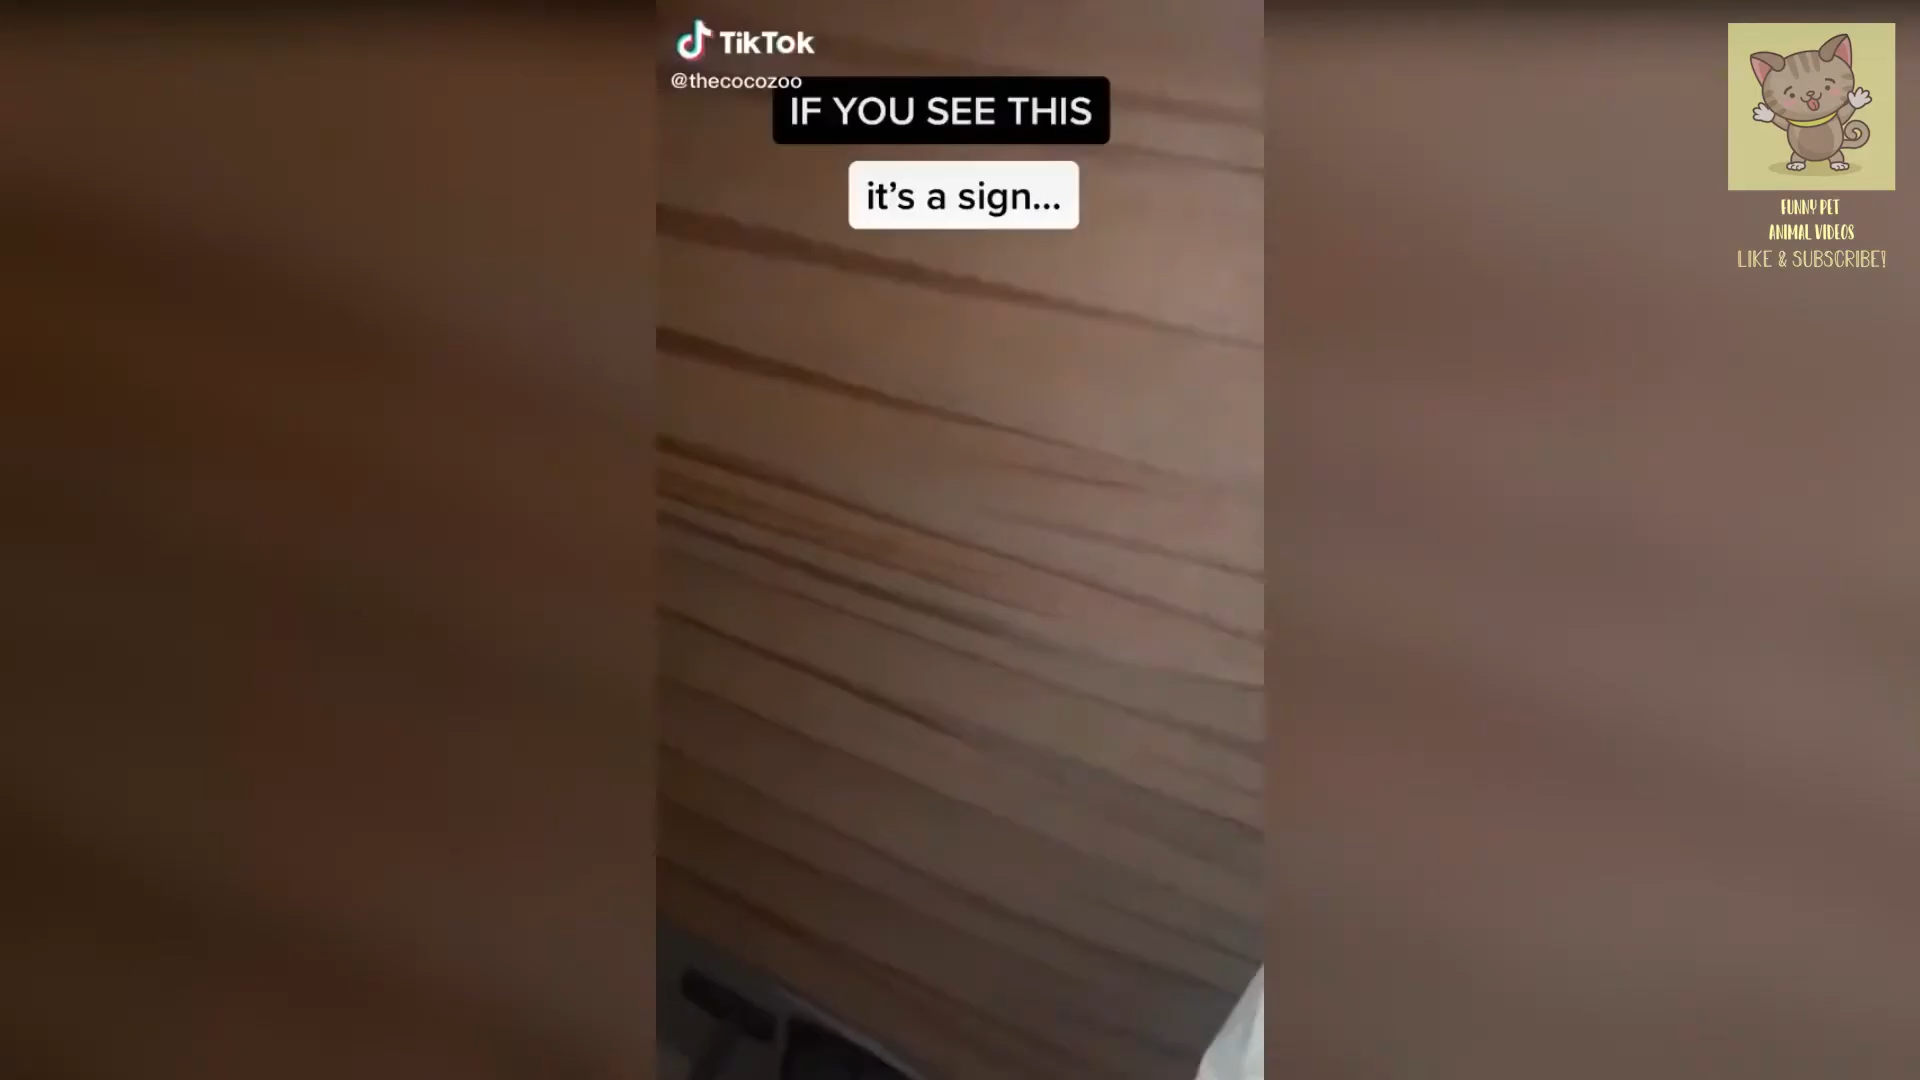 TikTok
@thecocozoo
IF YOU SEE THIS
it's a sign...
FUNNY PET
ANIMAL VIDEOS
LIKE & SUBSCRIBE!